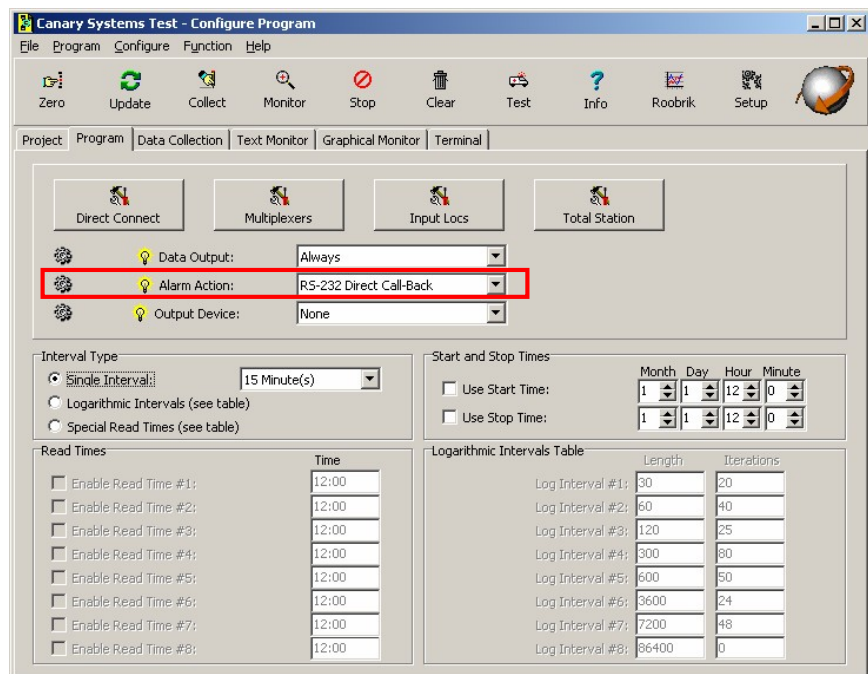 Canary Systems Test - Configure Program
File Program Configure Function Help
Zero Update Collect Monitor Stop Clear Test Info Roobrik Setup
Project Program Data Collection Text Monitor Graphical Monitor Terminal
Direct Connect Multiplexers Input Locs Total Station
Data Output: Always
Alarm Action: RS-232 Direct Call-Back
Output Device: None
Interval Type
Single Interval: 15 Minute(s)
Logarithmic Intervals (see table)
Special Read Times (see table)
Start and Stop Times
Month Day Hour Minute
Use Start Time: 1 1 12 0
Use Stop Time: 1 1 12 0
Read Times
Time
Enable Read Time #1: 12:00
Enable Read Time #2: 12:00
Enable Read Time #3: 12:00
Enable Read Time #4: 12:00
Enable Read Time #5: 12:00
Enable Read Time #6: 12:00
Enable Read Time #7: 12:00
Enable Read Time #8: 12:00
Logarithmic Intervals Table
Length Iterations
Log Interval #1: 30 20
Log Interval #2: 60 40
Log Interval #3: 120 25
Log Interval #4: 300 80
Log Interval #5: 600 50
Log Interval #6: 3600 24
Log Interval #7: 7200 48
Log Interval #8: 86400 0